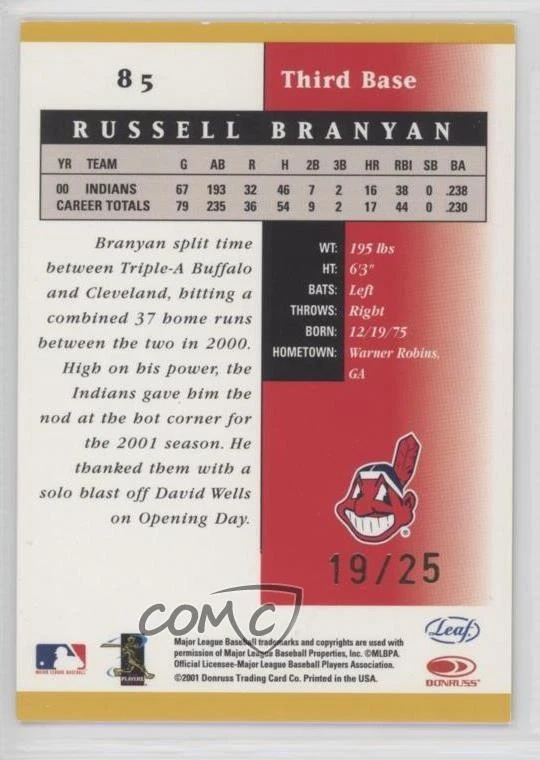 85
Third Base
RUSSELL BRANYAN
YR TEAM G AB R H 2B 3B HR RBI SB BA
00 INDIANS 67 193 32 46 7 2 16 38 0 .238
CAREER TOTALS 79 235 36 54 9 2 17 44 0 .230
Branyan split time
between Triple-A Buffalo
and Cleveland, hitting a
combined 37 home runs
between the two in 2000.
High on his power, the
Indians gave him the
nod at the hot corner for
the 2001 season. He
thanked them with a
solo blast off David Wells
on Opening Day.
WT: 195 lbs
HT: 6'3"
BATS: Left
THROWS: Right
BORN: 12/19/75
HOMETOWN: Warner Robins,
GA
19/25
COMC
Major League Baseball trademarks and copyrights are used with
permission of Major League Baseball Properties, Inc. ©MLBPA.
Official Licensee-Major League Baseball Players Association.
©2001 Donruss Trading Card Co. Printed in the USA.
MAJOR LEAGUE BASEBALL
PLAYERS
Leaf
DONRUSS